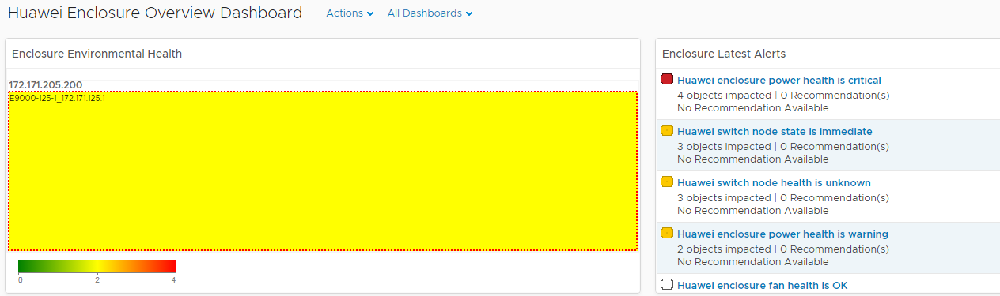 Huawei Enclosure Overview Dashboard Actions All Dashboards
Enclosure Environmental Health
172.171.205.200
E9000-125-1_172.171.125.1
0 2 4
Enclosure Latest Alerts
Huawei enclosure power health is critical
4 objects impacted | 0 Recommendation(s)
No Recommendation Available
Huawei switch node state is immediate
3 objects impacted | 0 Recommendation(s)
No Recommendation Available
Huawei switch node health is unknown
3 objects impacted | 0 Recommendation(s)
No Recommendation Available
Huawei enclosure power health is warning
2 objects impacted | 0 Recommendation(s)
No Recommendation Available
Huawei enclosure fan health is OK